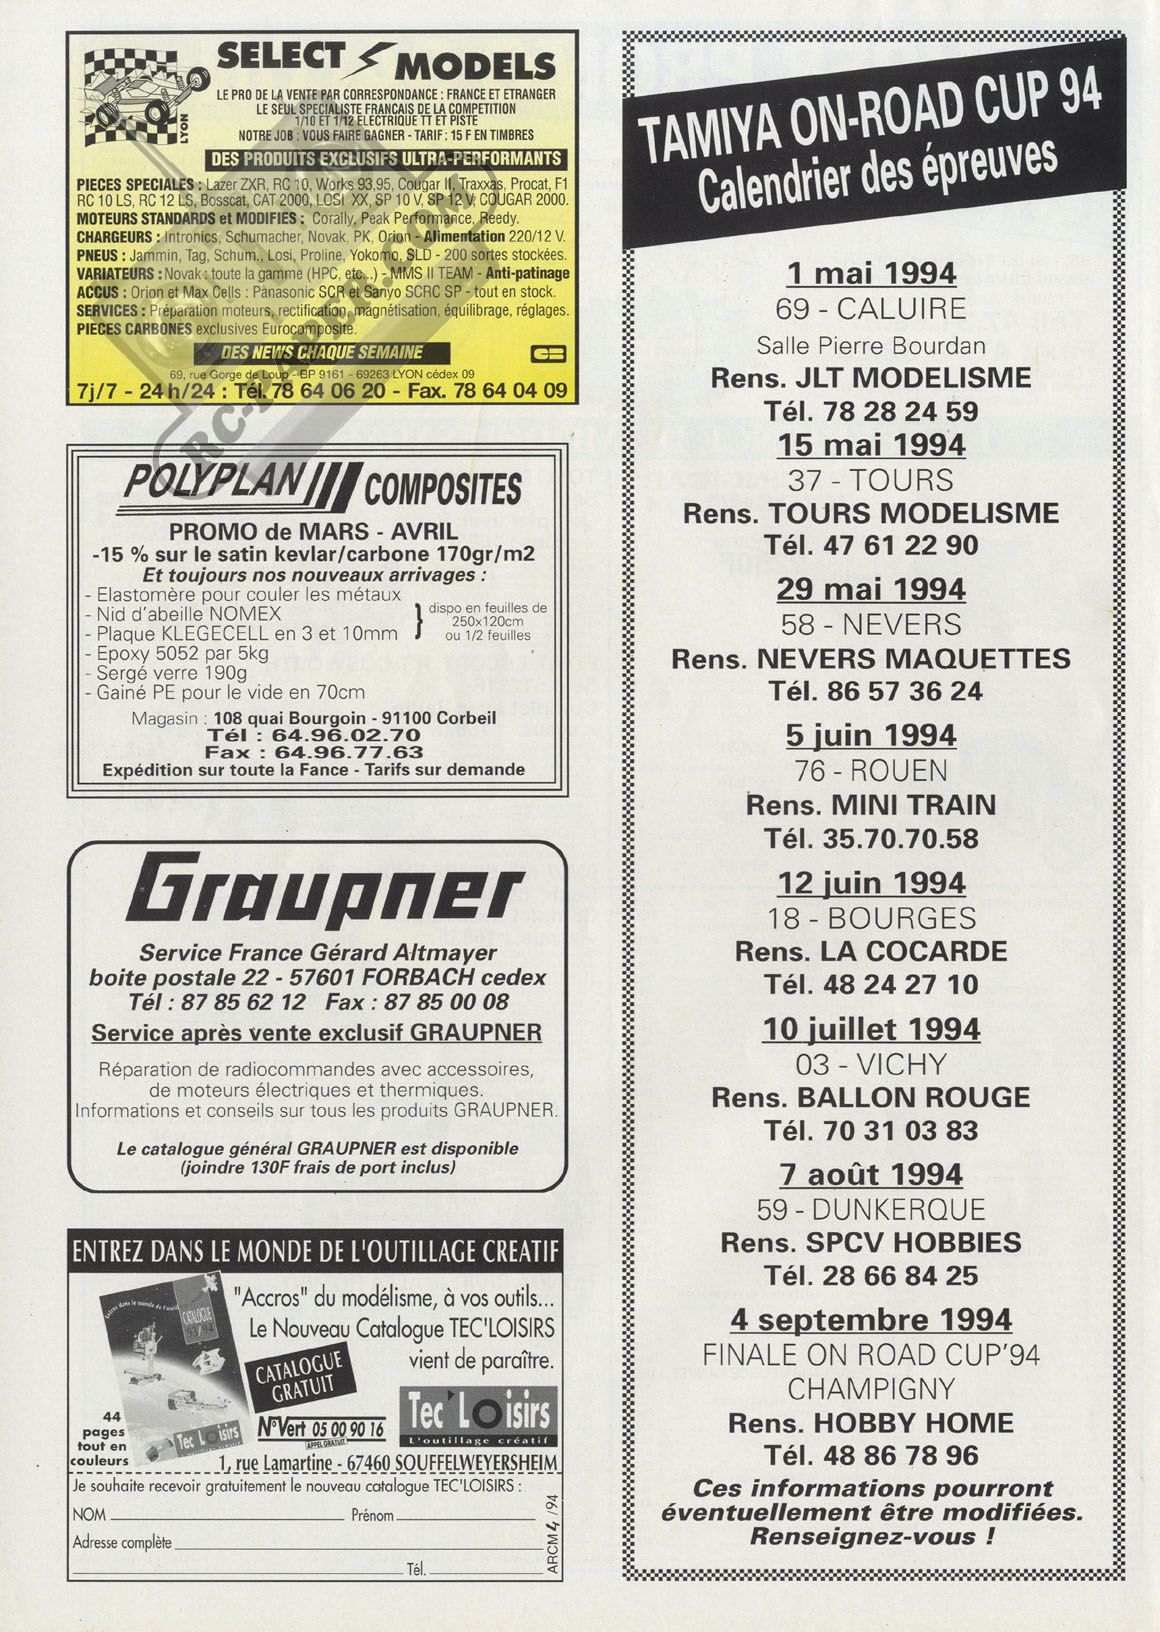 SELECT MODELS
LYON
LE PRO DE LA VENTE PAR CORRESPONDANCE : FRANCE ET ETRANGER
LE SEUL SPECIALISTE FRANCAIS DE LA COMPETITION
1/10 ET 1/12 ELECTRIQUE TT ET PISTE
NOTRE JOB : VOUS FAIRE GAGNER - TARIF : 15 F EN TIMBRES
DES PRODUITS EXCLUSIFS ULTRA-PERFORMANTS
PIECES SPECIALES : Lazer ZXR, RC 10, Works 93,95, Cougar II, Traxxas, Procat, F1
RC 10 LS, RC 12 LS, Bosscat, CAT 2000, LOSI XX, SP 10 V, SP 12 V, COUGAR 2000.
MOTEURS STANDARDS et MODIFIES : Corally, Peak Performance, Reedy.
CHARGEURS : Intronics, Schumacher, Novak, PK, Orion - Alimentation 220/12 V.
PNEUS : Jammin, Tag, Schum., Losi, Proline, Yokomo, SLD - 200 sortes stockées.
VARIATEURS : Novak : toute la gamme (HPC, etc...) - MMS II TEAM - Anti-patinage
ACCUS : Orion et Max Cells : Panasonic SCR et Sanyo SCRC SP - tout en stock.
SERVICES : Préparation moteurs, rectification, magnétisation, équilibrage, réglages.
PIECES CARBONES exclusives Eurocomposite.
DES NEWS CHAQUE SEMAINE
CB
69, rue Gorge de Loup - BP 9161 - 69263 LYON cédex 09
7j/7 - 24h/24 : Tél. 78 64 06 20 - Fax. 78 64 04 09
RC-PAPER.COM
POLYPLAN COMPOSITES
PROMO de MARS - AVRIL
-15 % sur le satin kevlar/carbone 170gr/m2
Et toujours nos nouveaux arrivages :
- Elastomère pour couler les métaux
- Nid d'abeille NOMEX
- Plaque KLEGECELL en 3 et 10mm
} dispo en feuilles de
250x120cm
ou 1/2 feuilles
- Epoxy 5052 par 5kg
- Sergé verre 190g
- Gainé PE pour le vide en 70cm
Magasin : 108 quai Bourgoin - 91100 Corbeil
Tél : 64.96.02.70
Fax : 64.96.77.63
Expédition sur toute la Fance - Tarifs sur demande
Graupner
Service France Gérard Altmayer
boite postale 22 - 57601 FORBACH cedex
Tél : 87 85 62 12 Fax : 87 85 00 08
Service après vente exclusif GRAUPNER
Réparation de radiocommandes avec accessoires,
de moteurs électriques et thermiques.
Informations et conseils sur tous les produits GRAUPNER.
Le catalogue général GRAUPNER est disponible
(joindre 130F frais de port inclus)
ENTREZ DANS LE MONDE DE L'OUTILLAGE CREATIF
"Accros" du modélisme, à vos outils...
Le Nouveau Catalogue TEC'LOISIRS
vient de paraître.
CATALOGUE
93/94
Tec Loisirs
CATALOGUE
GRATUIT
44
pages
tout en
couleurs
N°Vert 05 00 90 16
APPEL GRATUIT
Tec'Loisirs
L'outillage créatif
1, rue Lamartine - 67460 SOUFFELWEYERSHEIM
Je souhaite recevoir gratuitement le nouveau catalogue TEC'LOISIRS :
NOM Prénom
Adresse complète
Tél.
ARCM 4 /94
TAMIYA ON-ROAD CUP 94
Calendrier des épreuves
1 mai 1994
69 - CALUIRE
Salle Pierre Bourdan
Rens. JLT MODELISME
Tél. 78 28 24 59
15 mai 1994
37 - TOURS
Rens. TOURS MODELISME
Tél. 47 61 22 90
29 mai 1994
58 - NEVERS
Rens. NEVERS MAQUETTES
Tél. 86 57 36 24
5 juin 1994
76 - ROUEN
Rens. MINI TRAIN
Tél. 35.70.70.58
12 juin 1994
18 - BOURGES
Rens. LA COCARDE
Tél. 48 24 27 10
10 juillet 1994
03 - VICHY
Rens. BALLON ROUGE
Tél. 70 31 03 83
7 août 1994
59 - DUNKERQUE
Rens. SPCV HOBBIES
Tél. 28 66 84 25
4 septembre 1994
FINALE ON ROAD CUP'94
CHAMPIGNY
Rens. HOBBY HOME
Tél. 48 86 78 96
Ces informations pourront
éventuellement être modifiées.
Renseignez-vous !